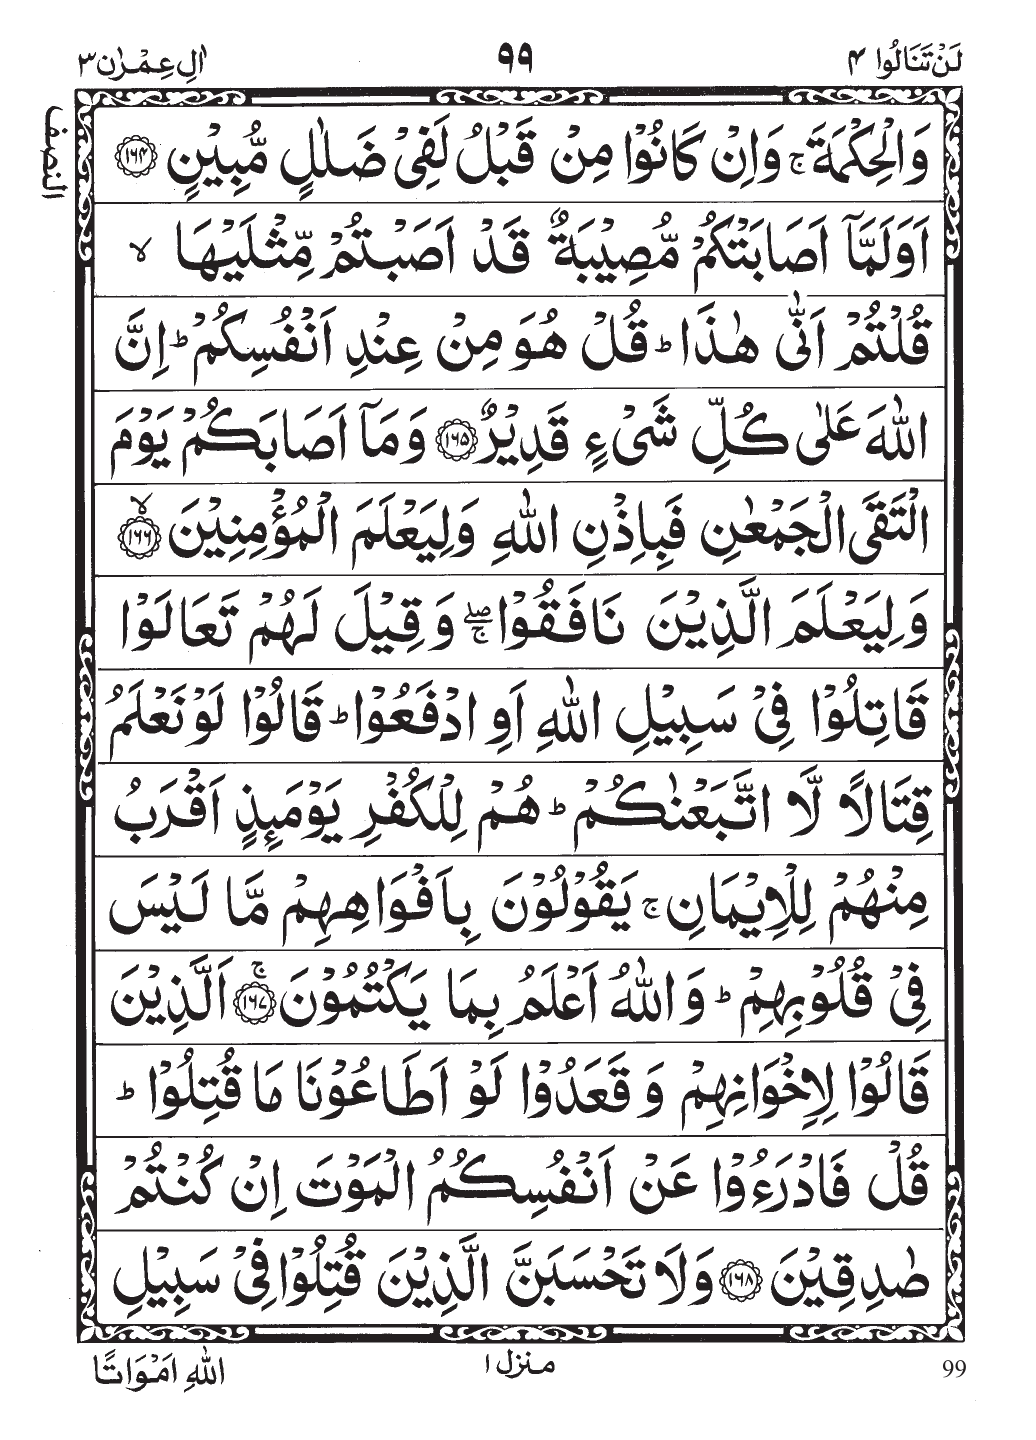 لَنْ تَنَالُوا ۴ ۹۹ اٰلِ عِمْرٰن ۳
النصف
وَالْحِكْمَةَ ۚ وَاِنْ كَانُوْا مِنْ قَبْلُ لَفِیْ ضَلٰلٍ مُّبِیْنٍ ﴿۱۶۴﴾
اَوَلَمَّاۤ اَصَابَتْكُمْ مُّصِیْبَةٌ قَدْ اَصَبْتُمْ مِّثْلَیْهَا ۙ
قُلْتُمْ اَنّٰی هٰذَا ؕ قُلْ هُوَ مِنْ عِنْدِ اَنْفُسِكُمْ ؕ اِنَّ
اللّٰهَ عَلٰی كُلِّ شَیْءٍ قَدِیْرٌ ﴿۱۶۵﴾ وَمَاۤ اَصَابَكُمْ یَوْمَ
الْتَقَی الْجَمْعٰنِ فَبِاِذْنِ اللّٰهِ وَلِیَعْلَمَ الْمُؤْمِنِیْنَ ﴿۱۶۶﴾ ۙ
وَلِیَعْلَمَ الَّذِیْنَ نَافَقُوْا ۖۚ وَقِیْلَ لَهُمْ تَعَالَوْا
قَاتِلُوْا فِیْ سَبِیْلِ اللّٰهِ اَوِ ادْفَعُوْا ؕ قَالُوْا لَوْ نَعْلَمُ
قِتَالًا لَّا اتَّبَعْنٰكُمْ ؕ هُمْ لِلْكُفْرِ یَوْمَىِٕذٍ اَقْرَبُ
مِنْهُمْ لِلْاِیْمَانِ ۚ یَقُوْلُوْنَ بِاَفْوَاهِهِمْ مَّا لَیْسَ
فِیْ قُلُوْبِهِمْ ؕ وَاللّٰهُ اَعْلَمُ بِمَا یَكْتُمُوْنَ ﴿۱۶۷﴾ ۚ اَلَّذِیْنَ
قَالُوْا لِاِخْوَانِهِمْ وَقَعَدُوْا لَوْ اَطَاعُوْنَا مَا قُتِلُوْا ؕ
قُلْ فَادْرَءُوْا عَنْ اَنْفُسِكُمُ الْمَوْتَ اِنْ كُنْتُمْ
صٰدِقِیْنَ ﴿۱۶۸﴾ وَلَا تَحْسَبَنَّ الَّذِیْنَ قُتِلُوْا فِیْ سَبِیْلِ
99 منزل ۱ اللّٰهِ اَمْوَاتًا